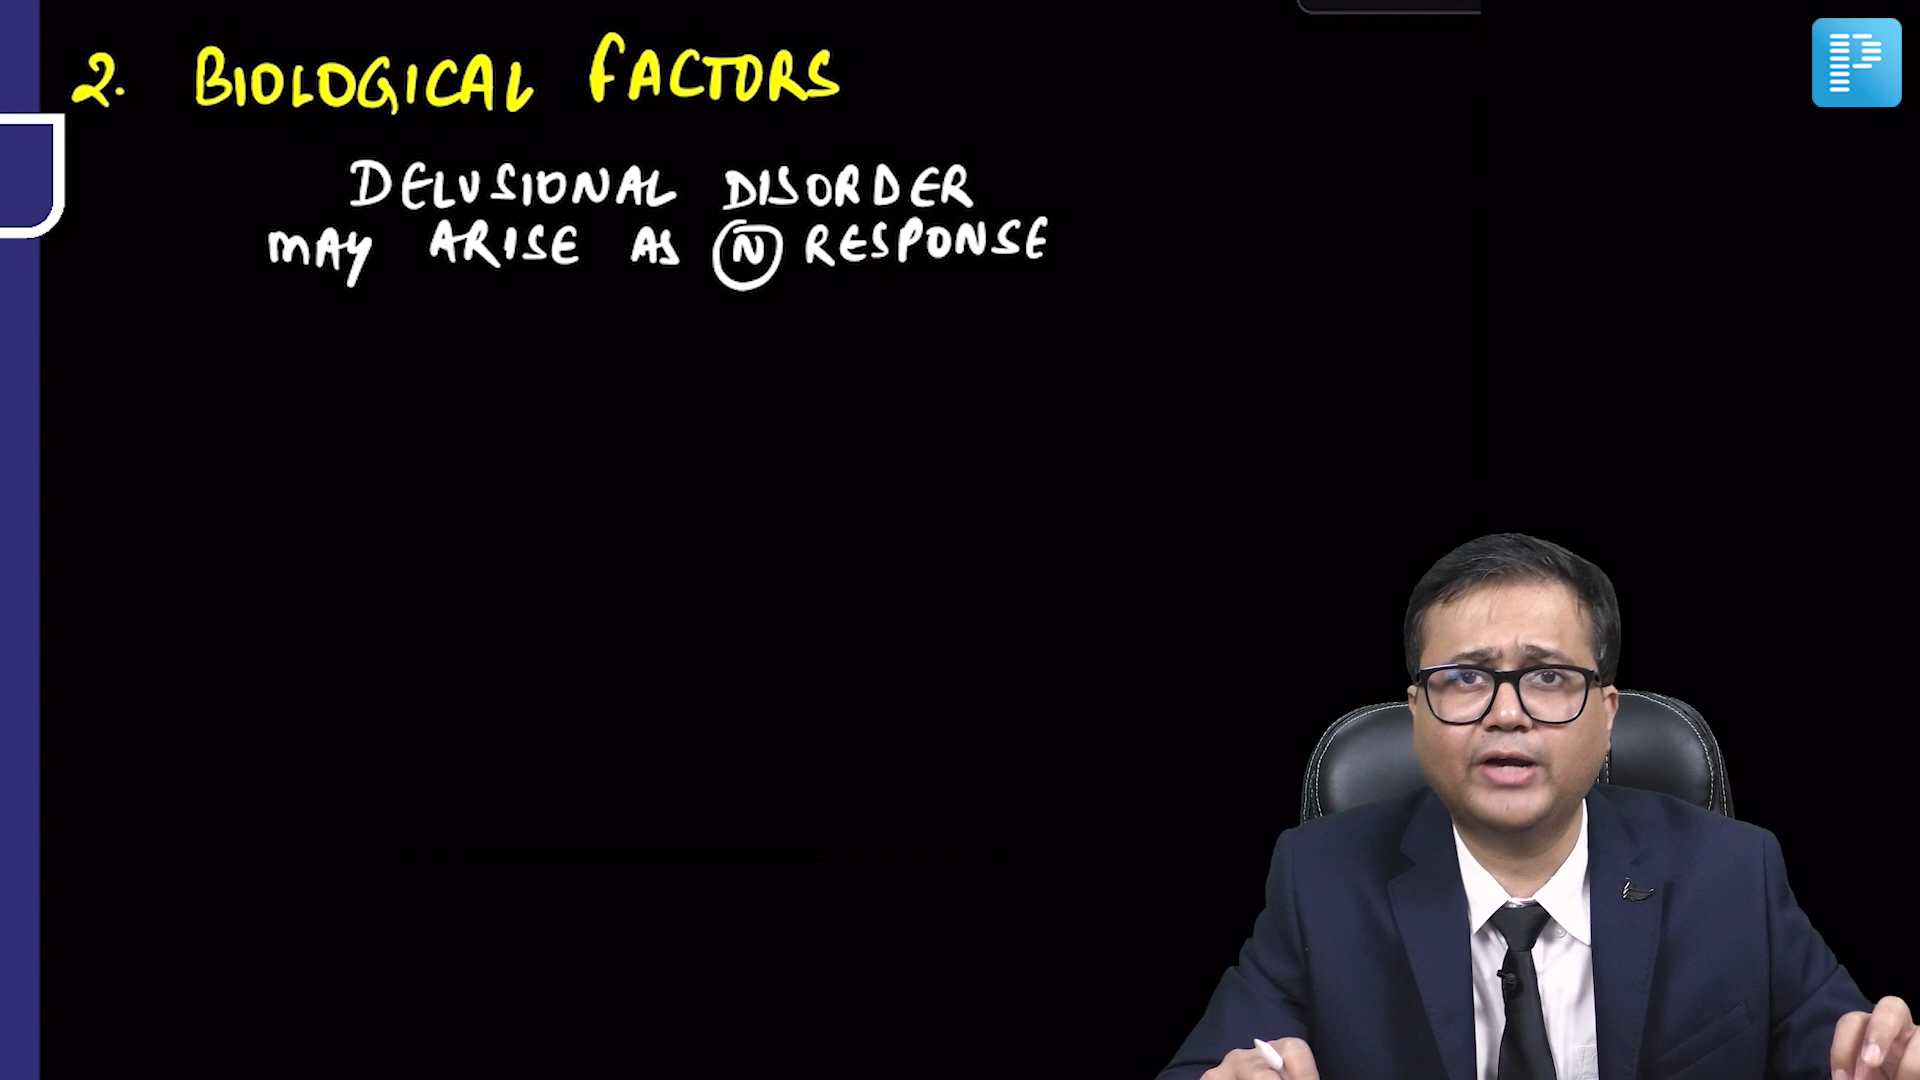 2. BIOLOGICAL FACTORS
DELUSIONAL DISORDER
MAY ARISE AS N RESPONSE